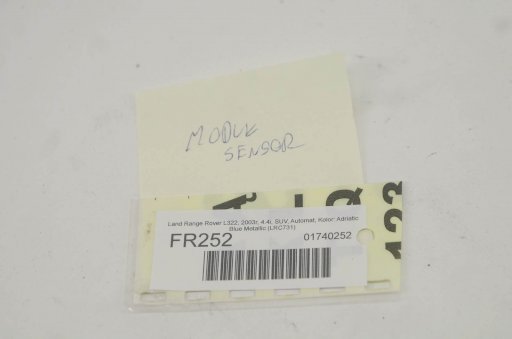 MODUŁ
SENSOR
Land Range Rover L322, 2003r, 4.4i, SUV, Automat, Kolor: Adriatic
Blue Metallic (LRC731)
FR252 01740252